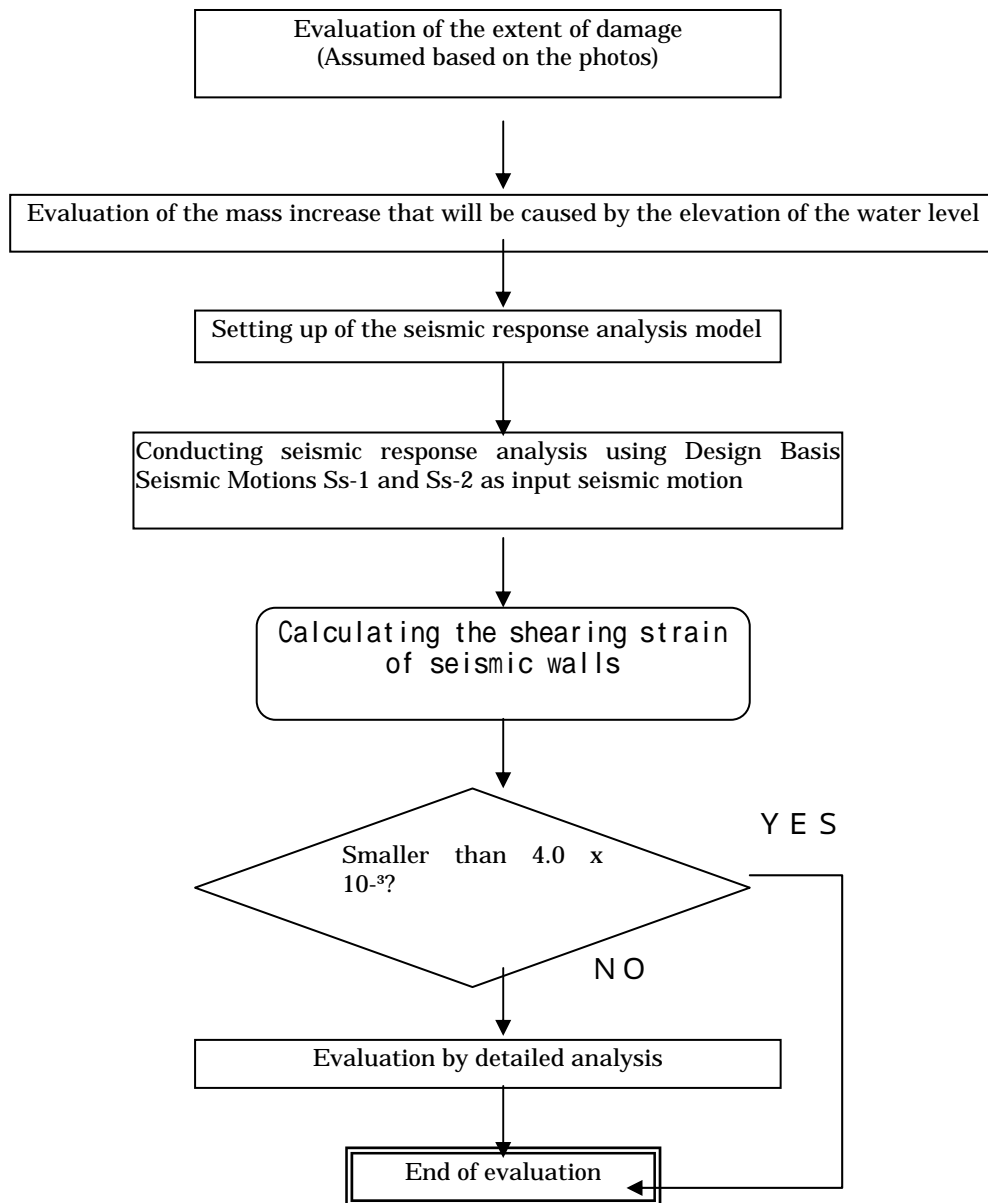 Evaluation of the extent of damage
(Assumed based on the photos)
Evaluation of the mass increase that will be caused by the elevation of the water level
Setting up of the seismic response analysis model
Conducting seismic response analysis using Design Basis
Seismic Motions Ss-1 and Ss-2 as input seismic motion
Calculating the shearing strain
of seismic walls
Smaller than 4.0 x
10-³?
YES
NO
Evaluation by detailed analysis
End of evaluation